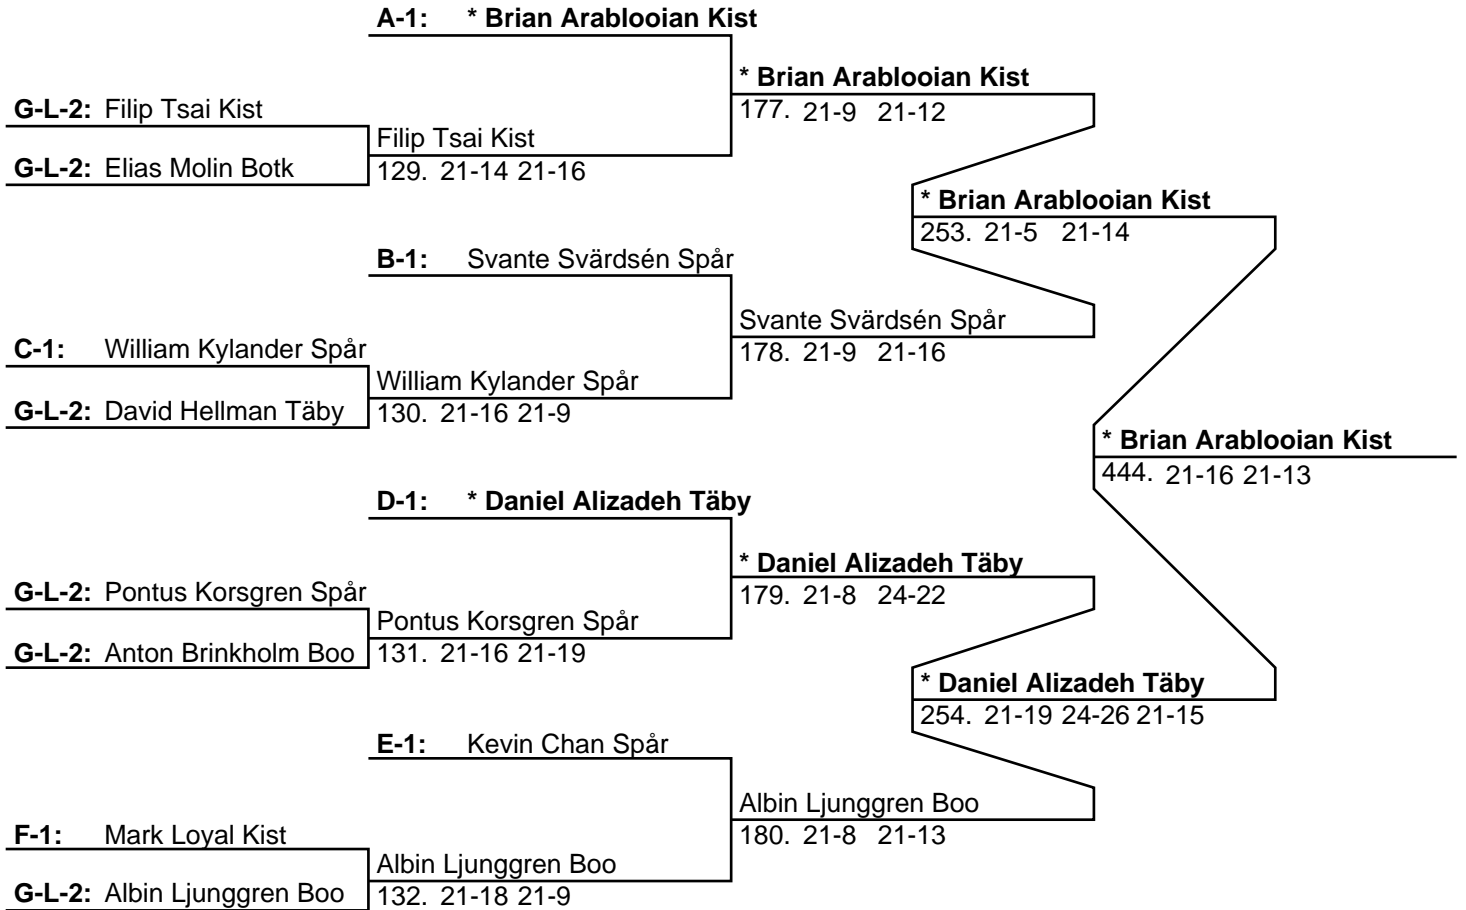 A-1: * Brian Arablooian Kist
* Brian Arablooian Kist
G-L-2: Filip Tsai Kist
177. 21-9 21-12
Filip Tsai Kist
G-L-2: Elias Molin Botk
129. 21-14 21-16
* Brian Arablooian Kist
253. 21-5 21-14
B-1: Svante Svärdsén Spår
Svante Svärdsén Spår
C-1: William Kylander Spår
178. 21-9 21-16
William Kylander Spår
G-L-2: David Hellman Täby
130. 21-16 21-9
* Brian Arablooian Kist
444. 21-16 21-13
D-1: * Daniel Alizadeh Täby
* Daniel Alizadeh Täby
G-L-2: Pontus Korsgren Spår
179. 21-8 24-22
Pontus Korsgren Spår
G-L-2: Anton Brinkholm Boo
131. 21-16 21-19
* Daniel Alizadeh Täby
254. 21-19 24-26 21-15
E-1: Kevin Chan Spår
Albin Ljunggren Boo
F-1: Mark Loyal Kist
180. 21-8 21-13
Albin Ljunggren Boo
G-L-2: Albin Ljunggren Boo
132. 21-18 21-9